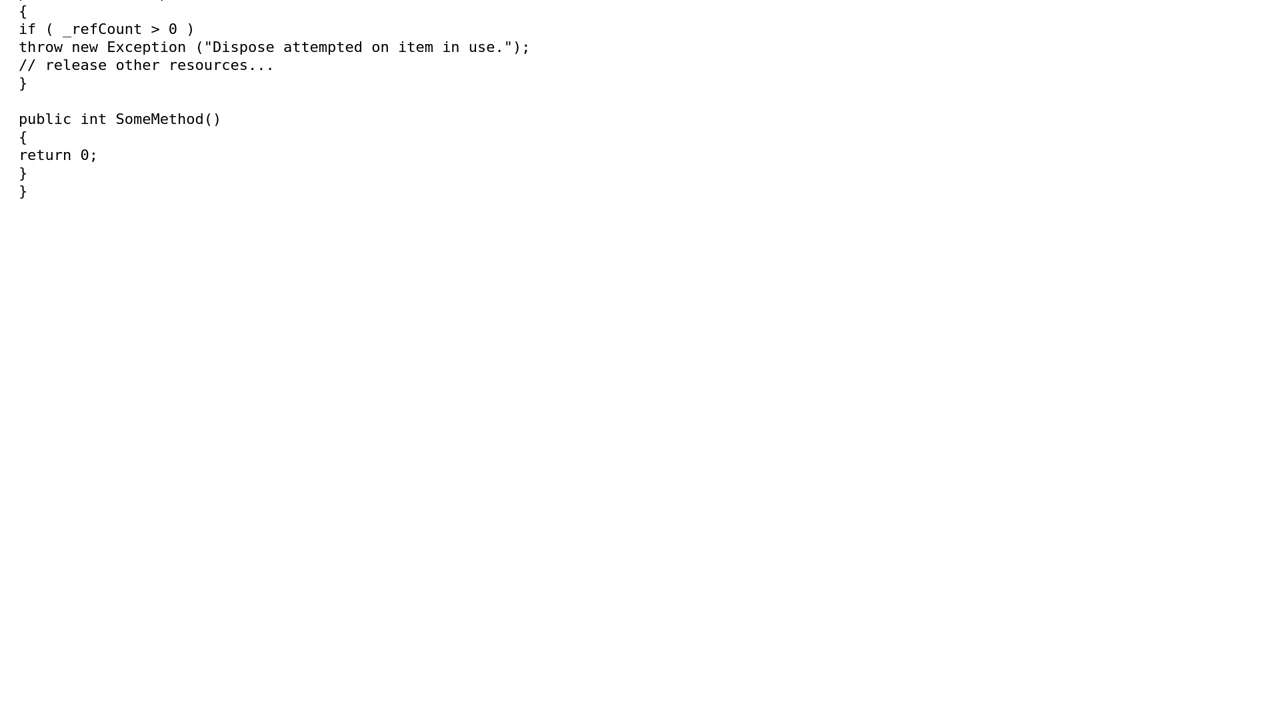 {
if ( _refCount > 0 )
throw new Exception ("Dispose attempted on item in use.");
// release other resources...
}
public int SomeMethod()
{
return 0;
}
}